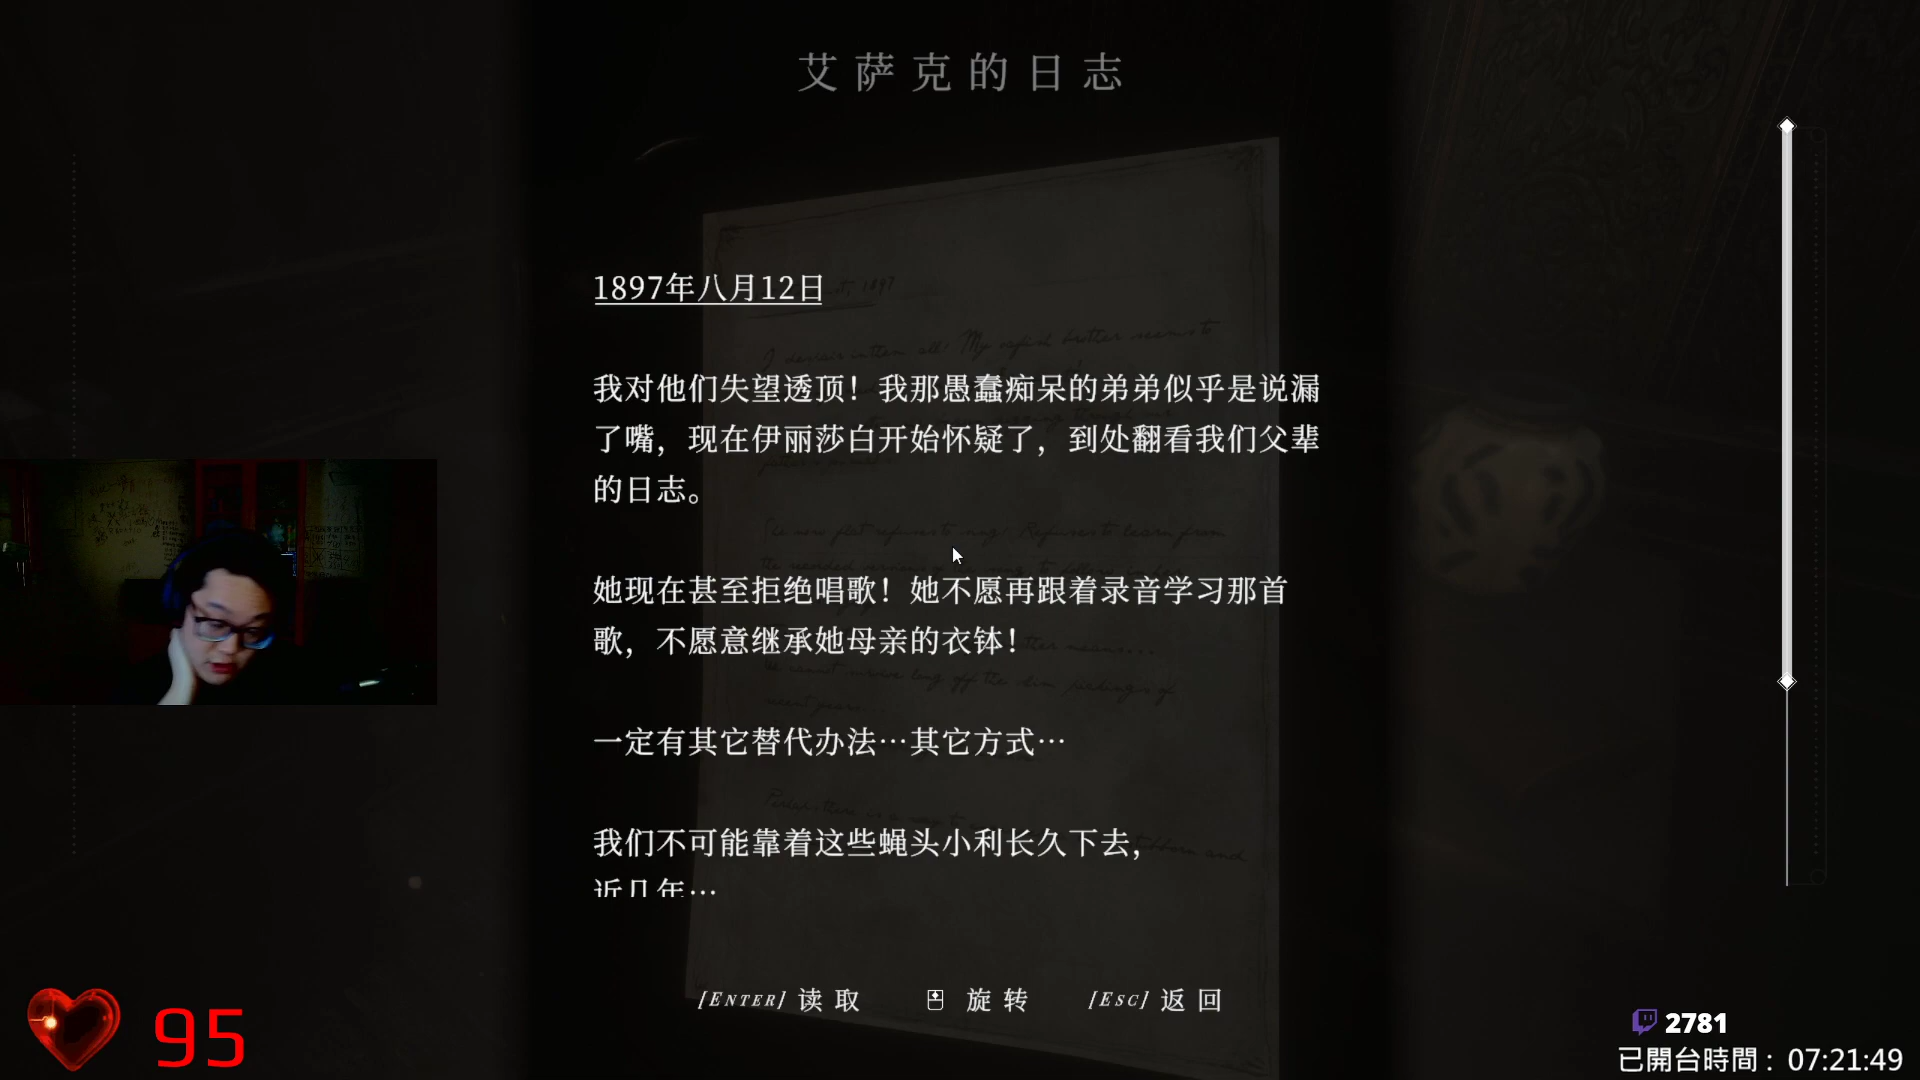 艾萨克的日志
1897年八月12日
我对他们失望透顶！我那愚蠢痴呆的弟弟似乎是说漏
了嘴，现在伊丽莎白开始怀疑了，到处翻看我们父辈
的日志。
她现在甚至拒绝唱歌！她不愿再跟着录音学习那首
歌，不愿意继承她母亲的衣钵！
一定有其它替代办法…其它方式…
我们不可能靠着这些蝇头小利长久下去，
近几年…
[ENTER] 读取 旋转 [ESC] 返回
95
2781
已開台時間：07:21:49